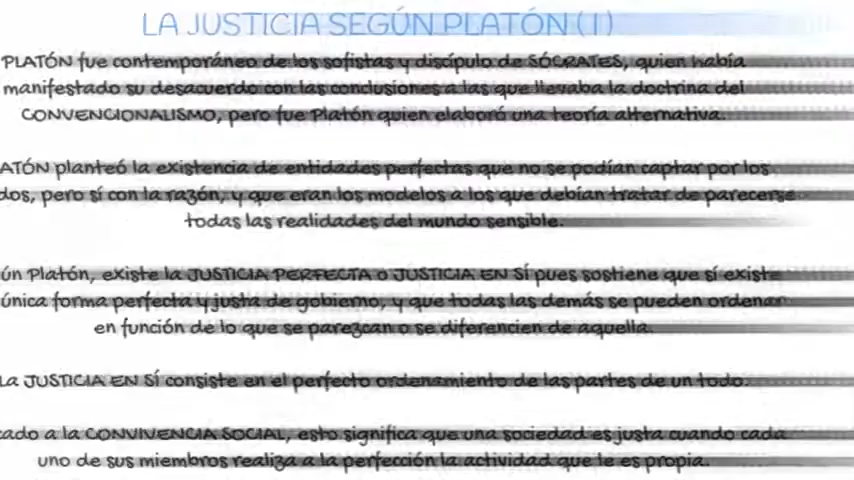 LA JUSTICIA SEGÚN PLATÓN (I)
PLATÓN fue contemporáneo de los sofistas y discípulo de SÓCRATES, quien había
manifestado su desacuerdo con las conclusiones a las que llevaba la doctrina del
CONVENCIONALISMO, pero fue Platón quien elaboró una teoría alternativa.
ATÓN planteó la existencia de entidades perfectas que no se podían captar por los
dos, pero sí con la razón, y que eran los modelos a los que debían tratar de parecerse
todas las realidades del mundo sensible.
ún Platón, existe la JUSTICIA PERFECTA o JUSTICIA EN SÍ pues sostiene que sí existe
única forma perfecta y justa de gobierno, y que todas las demás se pueden ordenar
en función de lo que se parezcan o se diferencien de aquella.
La JUSTICIA EN SÍ consiste en el perfecto ordenamiento de las partes de un todo.
cado a la CONVIVENCIA SOCIAL, esto significa que una sociedad es justa cuando cada
uno de sus miembros realiza a la perfección la actividad que le es propia.